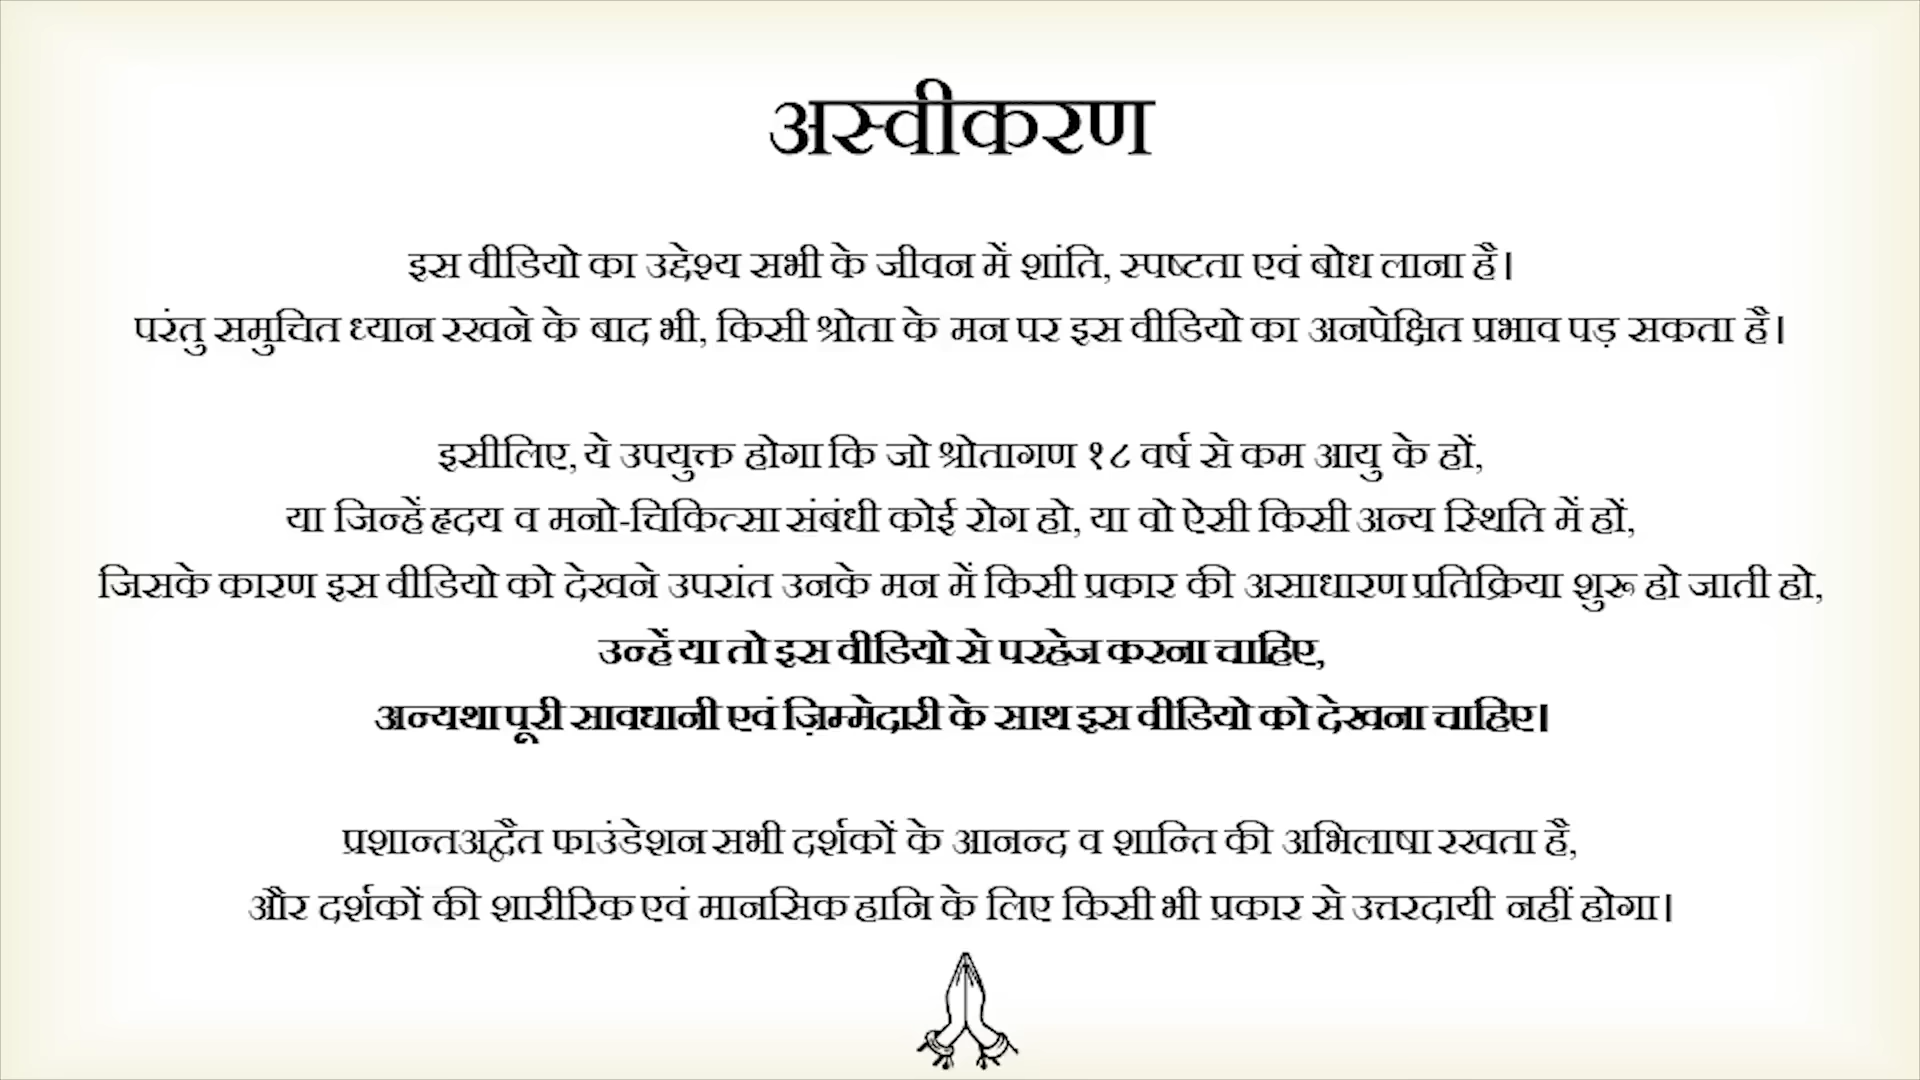 अस्वीकरण
इस वीडियो का उद्देश्य सभी के जीवन में शांति, स्पष्टता एवं बोध लाना है।
परंतु समुचित ध्यान रखने के बाद भी, किसी श्रोता के मन पर इस वीडियो का अनपेक्षित प्रभाव पड़ सकता है।
इसीलिए, ये उपयुक्त होगा कि जो श्रोतागण १८ वर्ष से कम आयु के हों,
या जिन्हें हृदय व मनो-चिकित्सा संबंधी कोई रोग हो, या वो ऐसी किसी अन्य स्थिति में हों,
जिसके कारण इस वीडियो को देखने उपरांत उनके मन में किसी प्रकार की असाधारण प्रतिक्रिया शुरू हो जाती हो,
उन्हें या तो इस वीडियो से परहेज करना चाहिए,
अन्यथा पूरी सावधानी एवं ज़िम्मेदारी के साथ इस वीडियो को देखना चाहिए।
प्रशान्तअद्वैत फाउंडेशन सभी दर्शकों के आनन्द व शान्ति की अभिलाषा रखता है,
और दर्शकों की शारीरिक एवं मानसिक हानि के लिए किसी भी प्रकार से उत्तरदायी नहीं होगा।